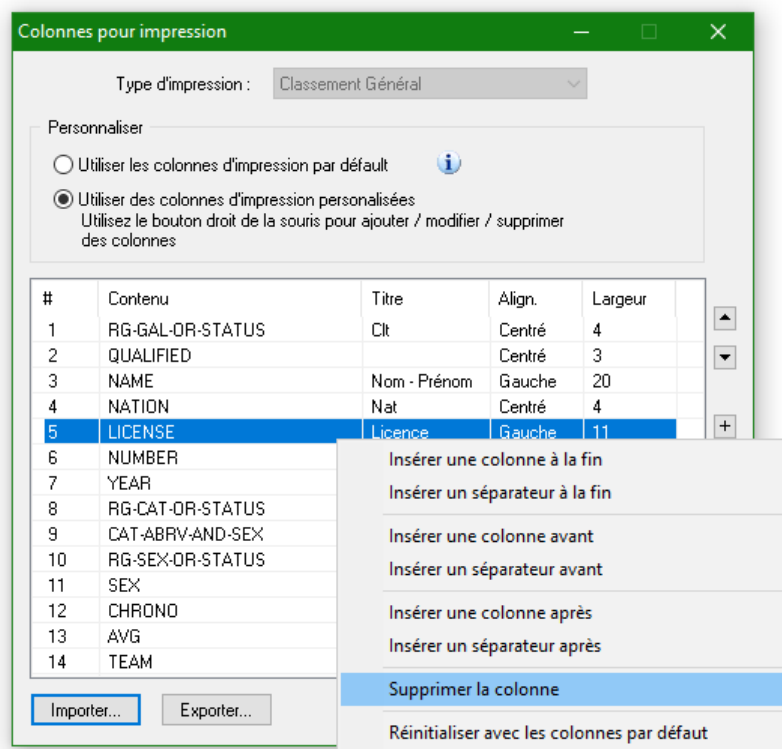 Colonnes pour impression
Type d'impression : Classement Général
Personnaliser
Utiliser les colonnes d'impression par défault
Utiliser des colonnes d'impression personalisées
Utilisez le bouton droit de la souris pour ajouter / modifier / supprimer
des colonnes
# Contenu Titre Align. Largeur
1 RG-GAL-OR-STATUS Clt Centré 4
2 QUALIFIED Centré 3
3 NAME Nom - Prénom Gauche 20
4 NATION Nat Centré 4
5 LICENSE Licence Gauche 11
+
6 NUMBER
7 YEAR
8 RG-CAT-OR-STATUS
9 CAT-ABRV-AND-SEX
10 RG-SEX-OR-STATUS
11 SEX
12 CHRONO
13 AVG
14 TEAM
Insérer une colonne à la fin
Insérer un séparateur à la fin
Insérer une colonne avant
Insérer un séparateur avant
Insérer une colonne après
Insérer un séparateur après
Supprimer la colonne
Réinitialiser avec les colonnes par défaut
Importer... Exporter...